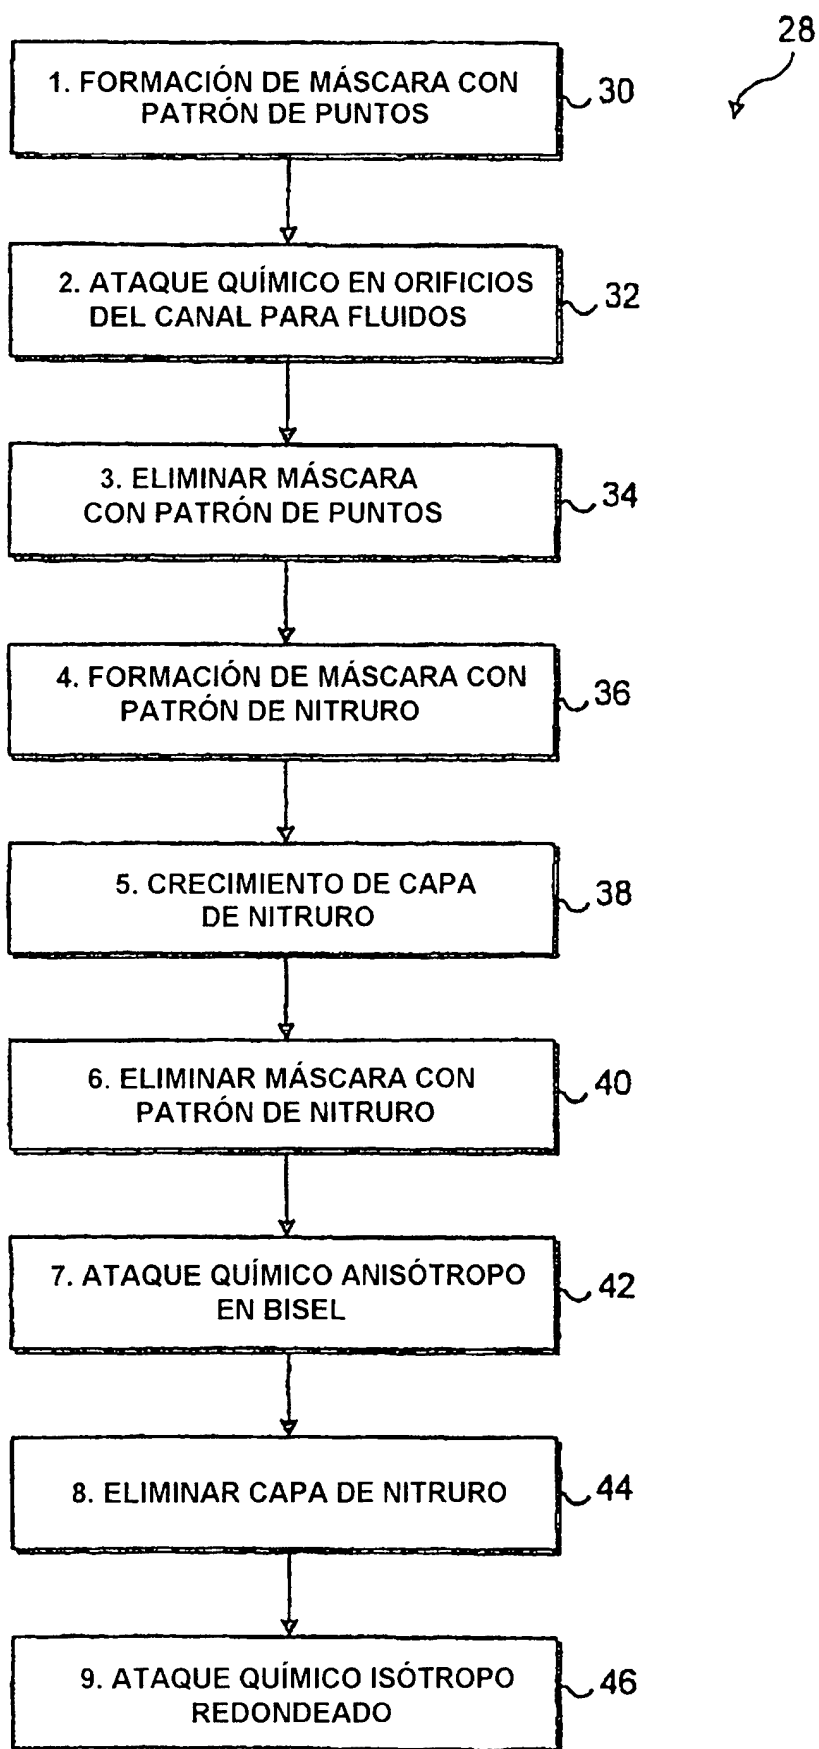 28
1. FORMACIÓN DE MÁSCARA CON
PATRÓN DE PUNTOS
30
2. ATAQUE QUÍMICO EN ORIFICIOS
DEL CANAL PARA FLUIDOS
32
3. ELIMINAR MÁSCARA
CON PATRÓN DE PUNTOS
34
4. FORMACIÓN DE MÁSCARA CON
PATRÓN DE NITRURO
36
5. CRECIMIENTO DE CAPA
DE NITRURO
38
6. ELIMINAR MÁSCARA CON
PATRÓN DE NITRURO
40
7. ATAQUE QUÍMICO ANISÓTROPO
EN BISEL
42
8. ELIMINAR CAPA DE NITRURO
44
9. ATAQUE QUÍMICO ISÓTROPO
REDONDEADO
46